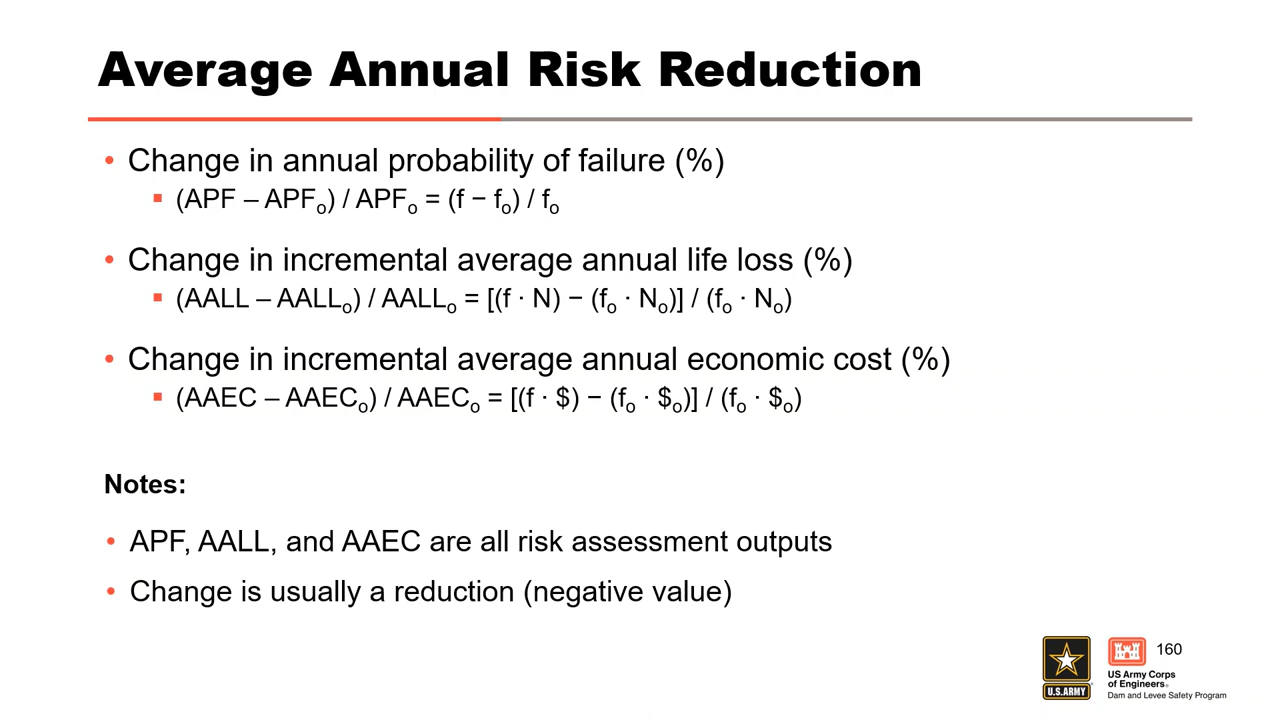 Average Annual Risk Reduction
• Change in annual probability of failure (%)
▪ (APF – APFₒ) / APFₒ = (f − fₒ) / fₒ
• Change in incremental average annual life loss (%)
▪ (AALL – AALLₒ) / AALLₒ = [(f · N) − (fₒ · Nₒ)] / (fₒ · Nₒ)
• Change in incremental average annual economic cost (%)
▪ (AAEC – AAECₒ) / AAECₒ = [(f · $) − (fₒ · $ₒ)] / (fₒ · $ₒ)
Notes:
• APF, AALL, and AAEC are all risk assessment outputs
• Change is usually a reduction (negative value)
160
U.S.ARMY
US Army Corps
of Engineers®
Dam and Levee Safety Program